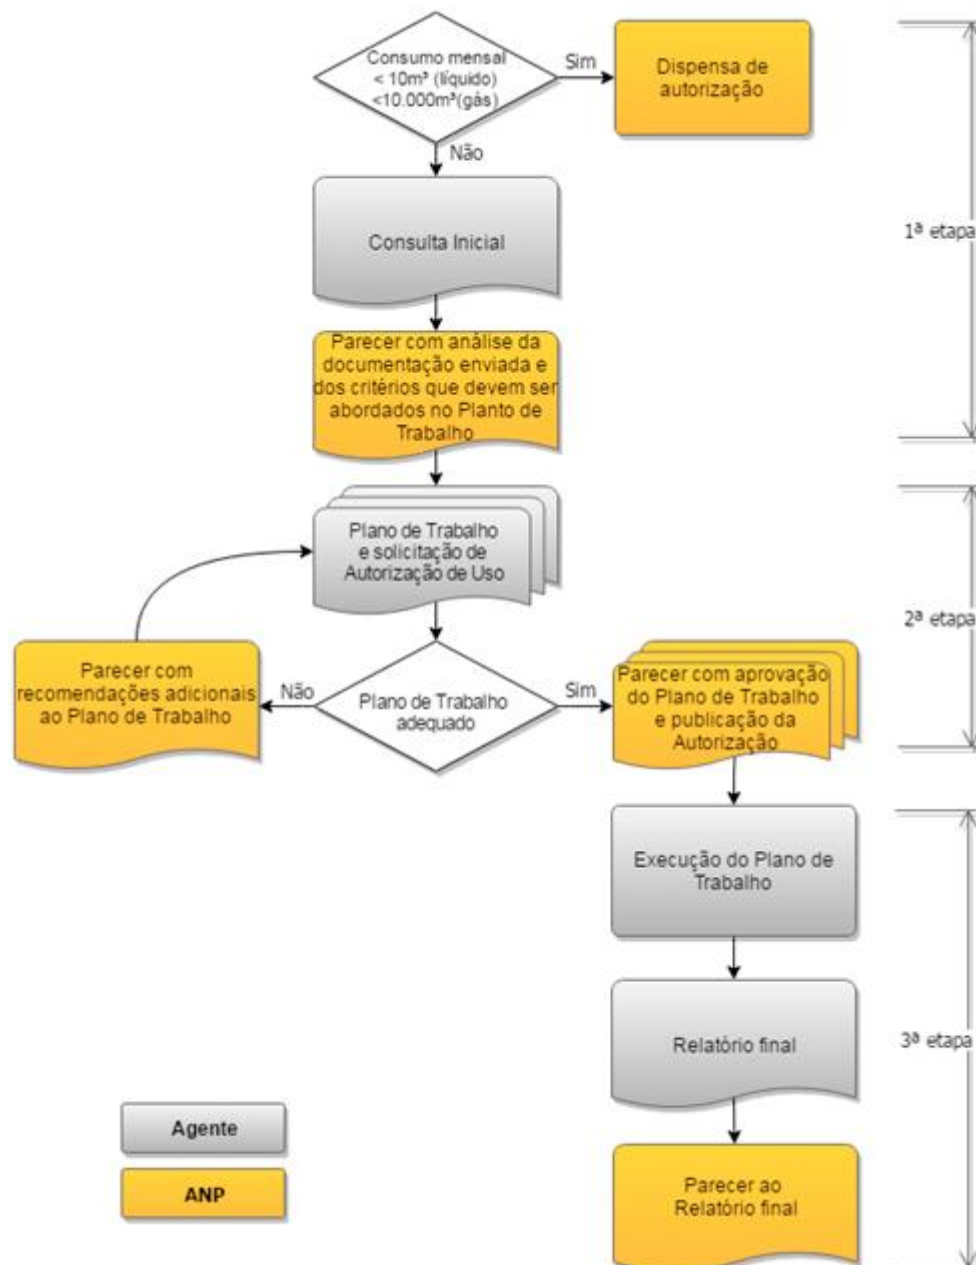 Consumo mensal
< 10m³ (líquido)
<10.000m³(gás)
Sim
Dispensa de
autorização
Não
Consulta Inicial
1ª etapa
Parecer com análise da
documentação enviada e
dos critérios que devem ser
abordados no Planto de
Trabalho
Plano de Trabalho
e solicitação de
Autorização de Uso
2ª etapa
Parecer com
recomendações adicionais
ao Plano de Trabalho
Não
Plano de Trabalho
adequado
Sim
Parecer com aprovação
do Plano de Trabalho
e publicação da
Autorização
Execução do Plano de
Trabalho
Relatório final
3ª etapa
Agente
ANP
Parecer ao
Relatório final